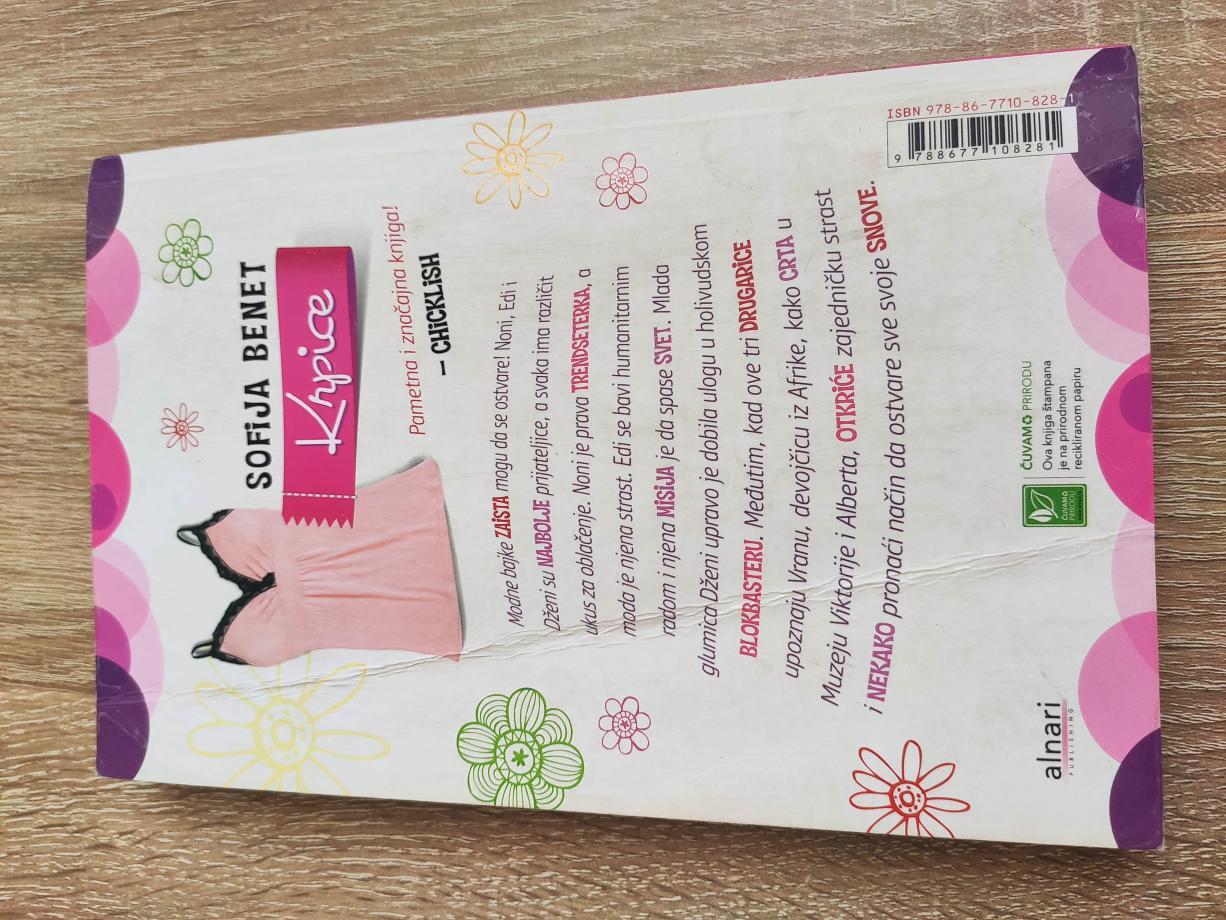 SOFiJA BENET
Krpice
Pametna i značajna knjiga!
– CHiCKLiSH
Modne bajke ZAiSTA mogu da se ostvare! Noni, Edi i
Dženi su NAJBOLJE prijateljice, a svaka ima različit
ukus za oblačenje. Noni je prava TRENDSETERKA, a
moda je njena strast. Edi se bavi humanitarnim
radom i njena MiSiJA je da spase SVET. Mlada
glumica Dženi upravo je dobila ulogu u holivudskom
BLOKBASTERU. Međutim, kad ove tri DRUGARiCE
upoznaju Vranu, devojčicu iz Afrike, kako CRTA u
Muzeju Viktorije i Alberta, OTKRiĆE zajedničku strast
i NEKAKO pronaći način da ostvare sve svoje SNOVE.
alnari
PUBLISHING
ČUVAMO PRIRODU
ČUVAMO PRIRODU
Ova knjiga štampana
je na prirodnom
recikliranom papiru
ISBN 978-86-7710-828-1
9 788677 108281